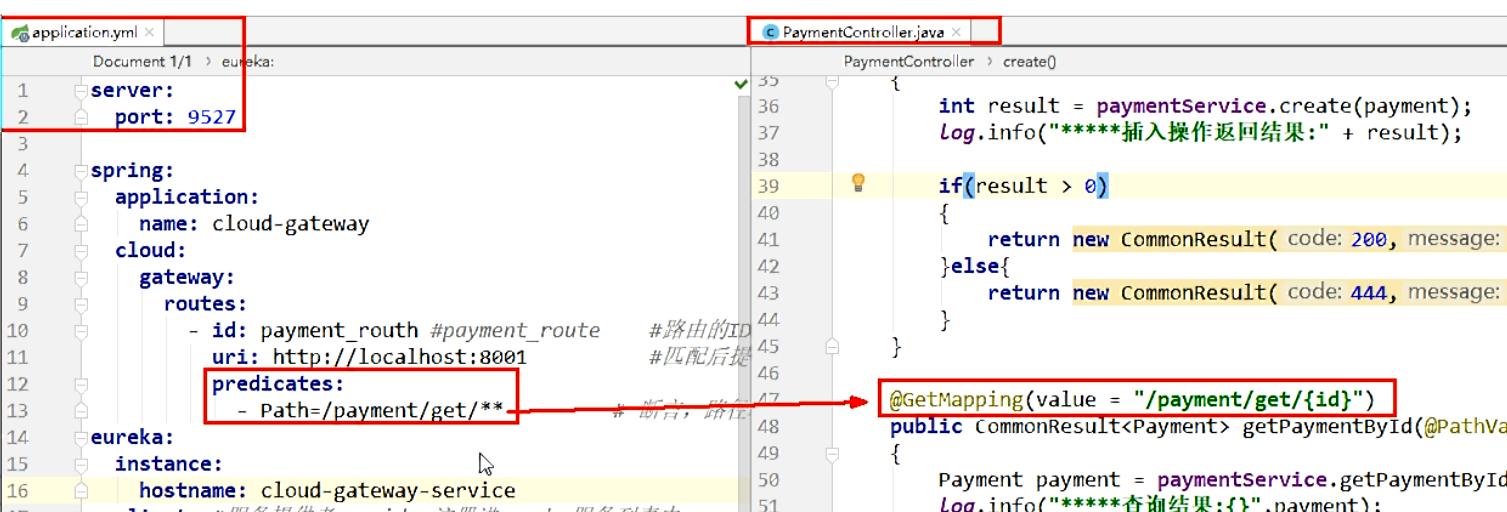 application.yml
Document 1/1 > eureka:
1 server:
2 port: 9527
3
4 spring:
5 application:
6 name: cloud-gateway
7 cloud:
8 gateway:
9 routes:
10 - id: payment_routh #payment_route #路由的ID
11 uri: http://localhost:8001 #匹配后提
12 predicates:
13 - Path=/payment/get/** # 断言，路径
14 eureka:
15 instance:
16 hostname: cloud-gateway-service
PaymentController.java
PaymentController > create()
35 {
36 int result = paymentService.create(payment);
37 log.info("*****插入操作返回结果:" + result);
38
39 if(result > 0)
40 {
41 return new CommonResult( code: 200, message:
42 }else{
43 return new CommonResult( code: 444, message:
44 }
45 }
46
47 @GetMapping(value = "/payment/get/{id}")
48 public CommonResult<Payment> getPaymentById(@PathVa
49 {
50 Payment payment = paymentService.getPaymentById
51 log.info("*****查询结果:{}",payment);